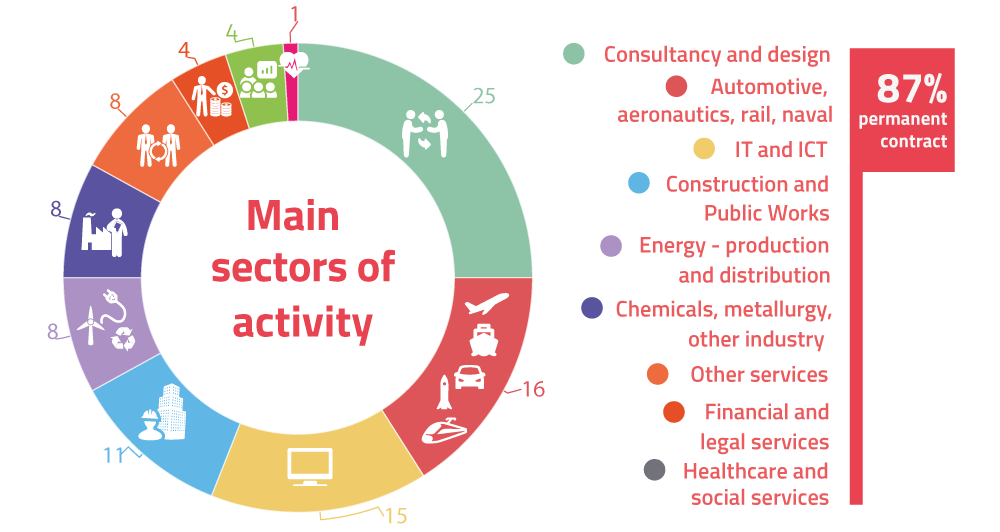 1
4
4
8
8
8
11
15
16
25
Main
sectors of
activity
Consultancy and design
Automotive,
aeronautics, rail, naval
IT and ICT
Construction and
Public Works
Energy - production
and distribution
Chemicals, metallurgy,
other industry
Other services
Financial and
legal services
Healthcare and
social services
87%
permanent
contract